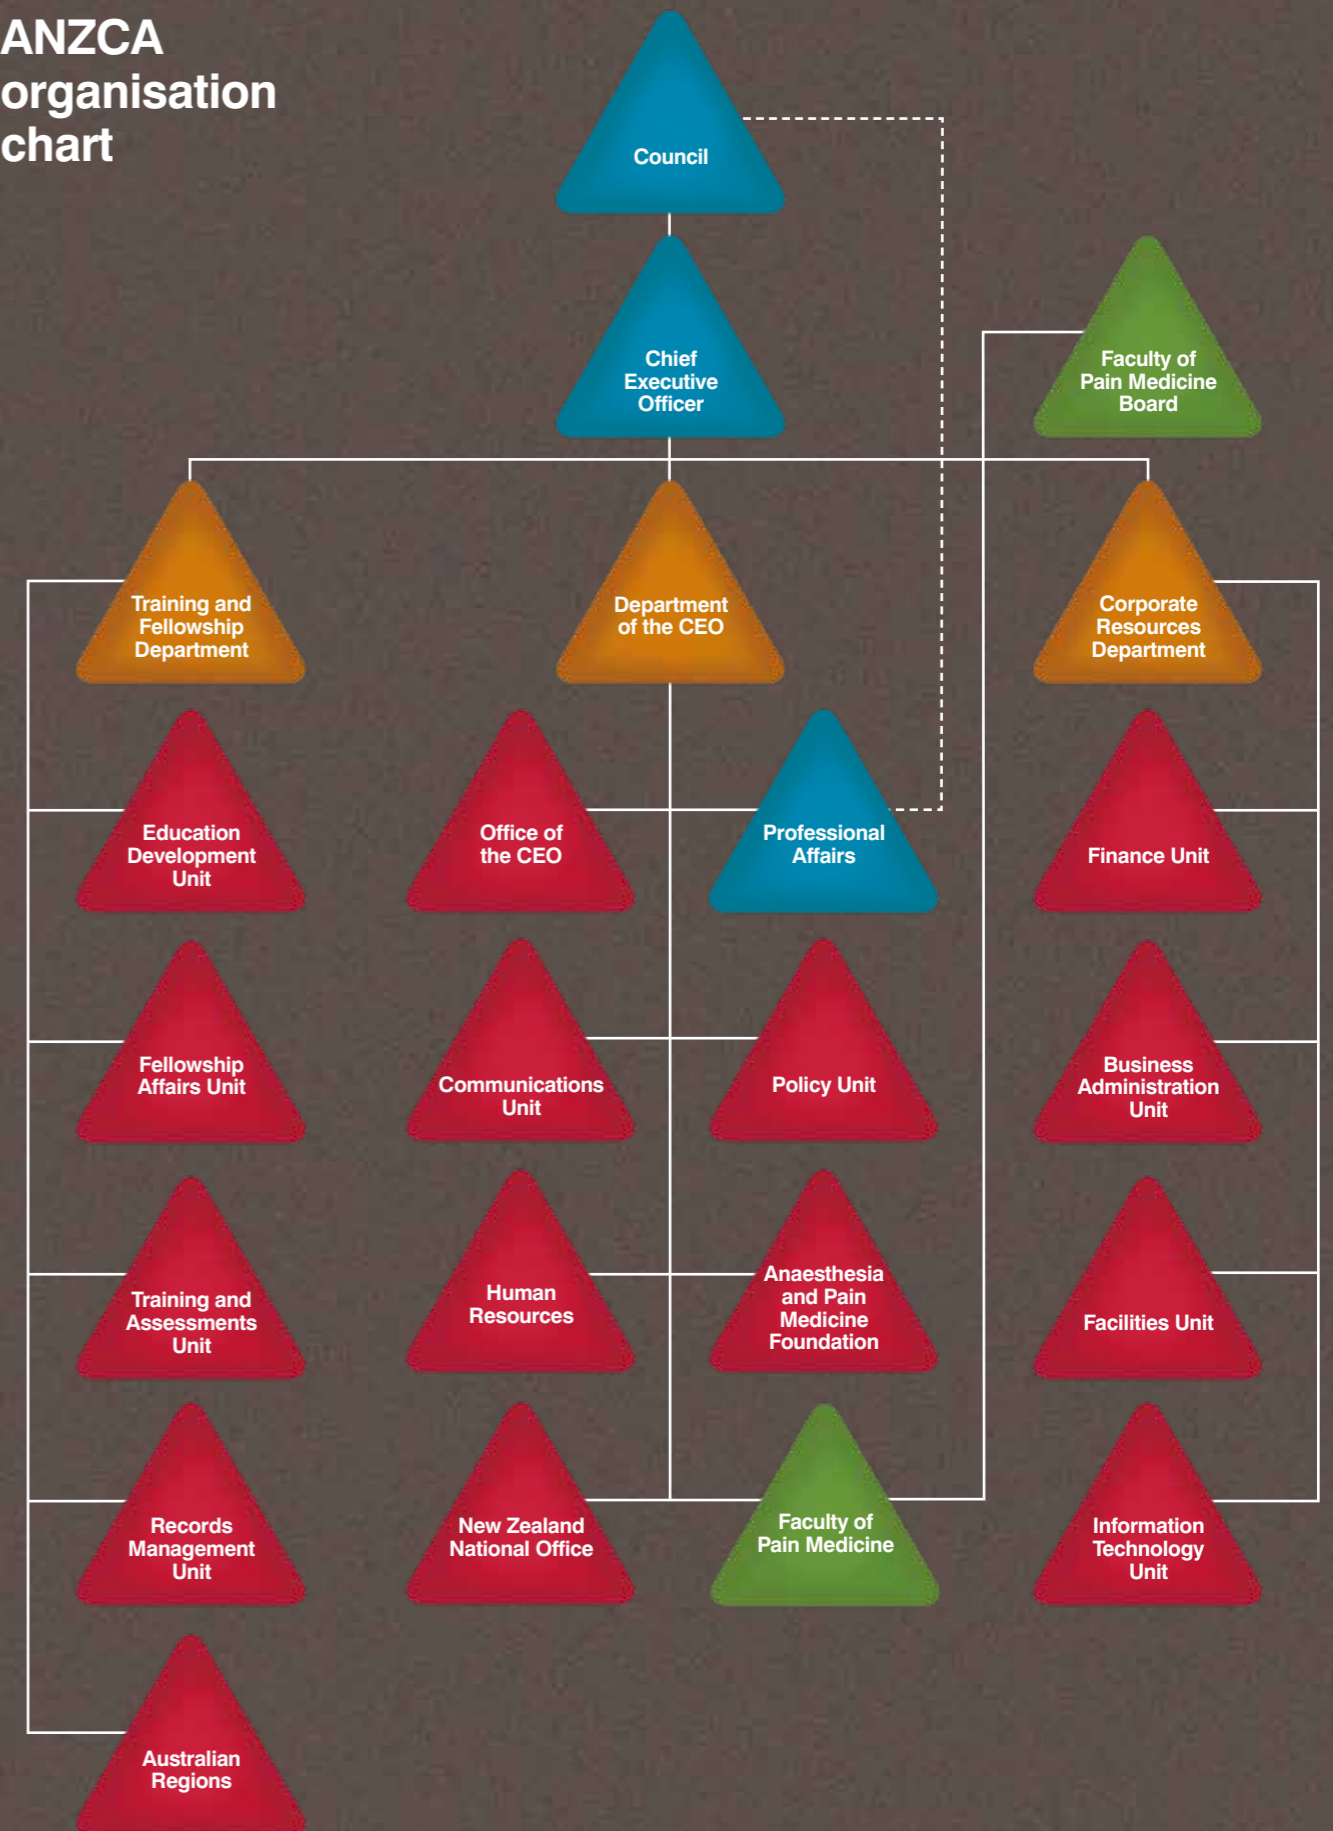 ANZCA
organisation
chart
Council
Chief
Executive
Officer
Faculty of
Pain Medicine
Board
Training and
Fellowship
Department
Department
of the CEO
Corporate
Resources
Department
Education
Development
Unit
Office of
the CEO
Professional
Affairs
Finance Unit
Fellowship
Affairs Unit
Communications
Unit
Policy Unit
Business
Administration
Unit
Training and
Assessments
Unit
Human
Resources
Anaesthesia
and Pain
Medicine
Foundation
Facilities Unit
Records
Management
Unit
New Zealand
National Office
Faculty of
Pain Medicine
Information
Technology
Unit
Australian
Regions